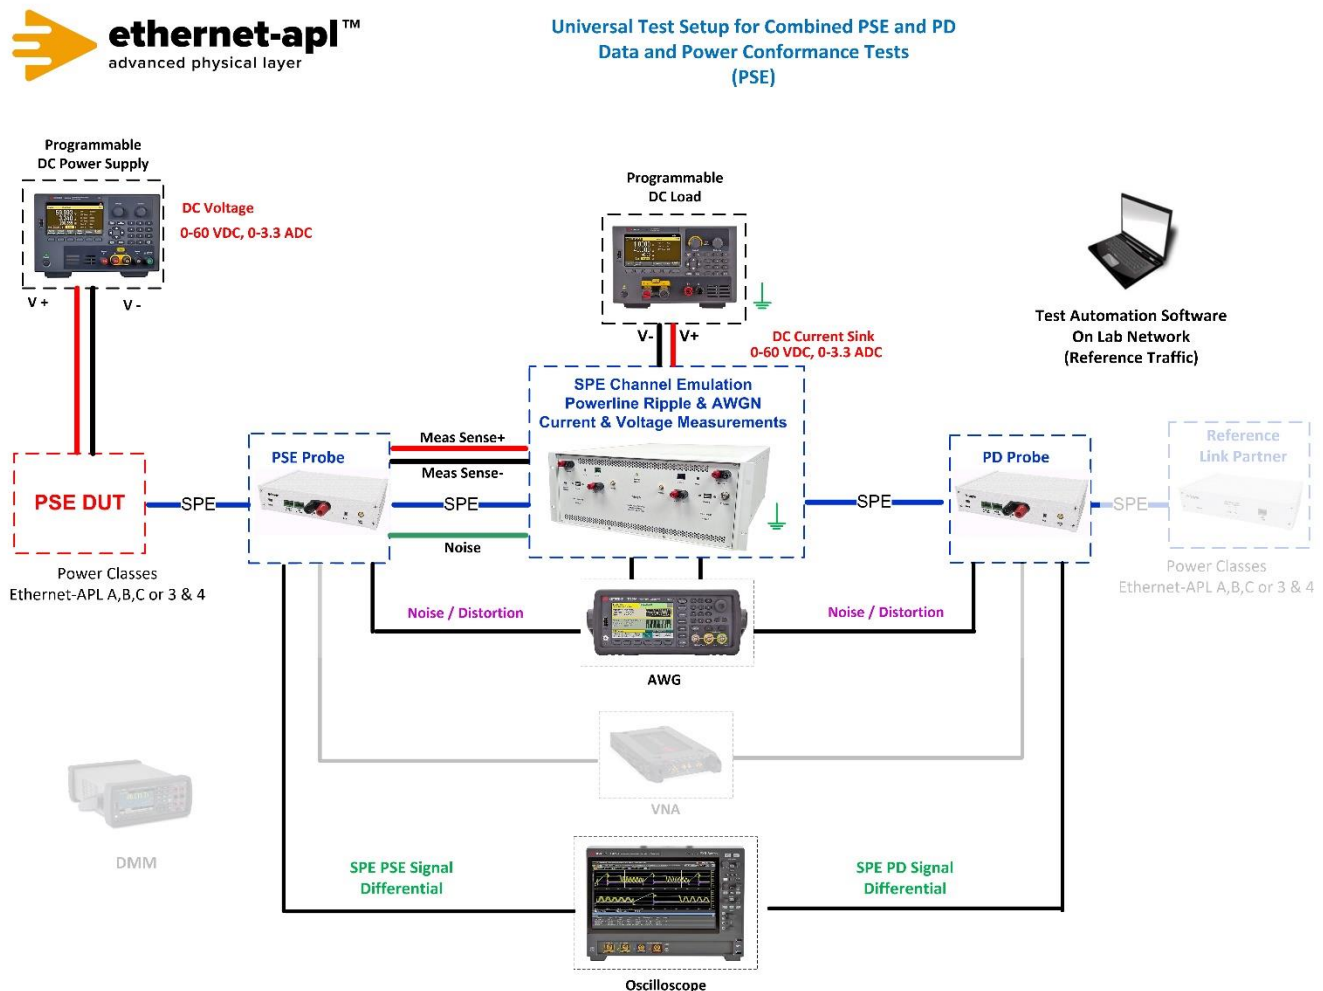 ethernet-apl™
advanced physical layer
Universal Test Setup for Combined PSE and PD
Data and Power Conformance Tests
(PSE)
Programmable
DC Power Supply
DC Voltage
0-60 VDC, 0-3.3 ADC
V +
V -
Programmable
DC Load
V-
V+
DC Current Sink
0-60 VDC, 0-3.3 ADC
Test Automation Software
On Lab Network
(Reference Traffic)
SPE Channel Emulation
Powerline Ripple & AWGN
Current & Voltage Measurements
PSE DUT
SPE
PSE Probe
Meas Sense+
Meas Sense-
SPE
Noise
SPE
PD Probe
SPE
Reference
Link Partner
Power Classes
Ethernet-APL A,B,C or 3 & 4
Power Classes
Ethernet-APL A,B,C or 3 & 4
Noise / Distortion
Noise / Distortion
AWG
VNA
DMM
SPE PSE Signal
Differential
SPE PD Signal
Differential
Oscilloscope